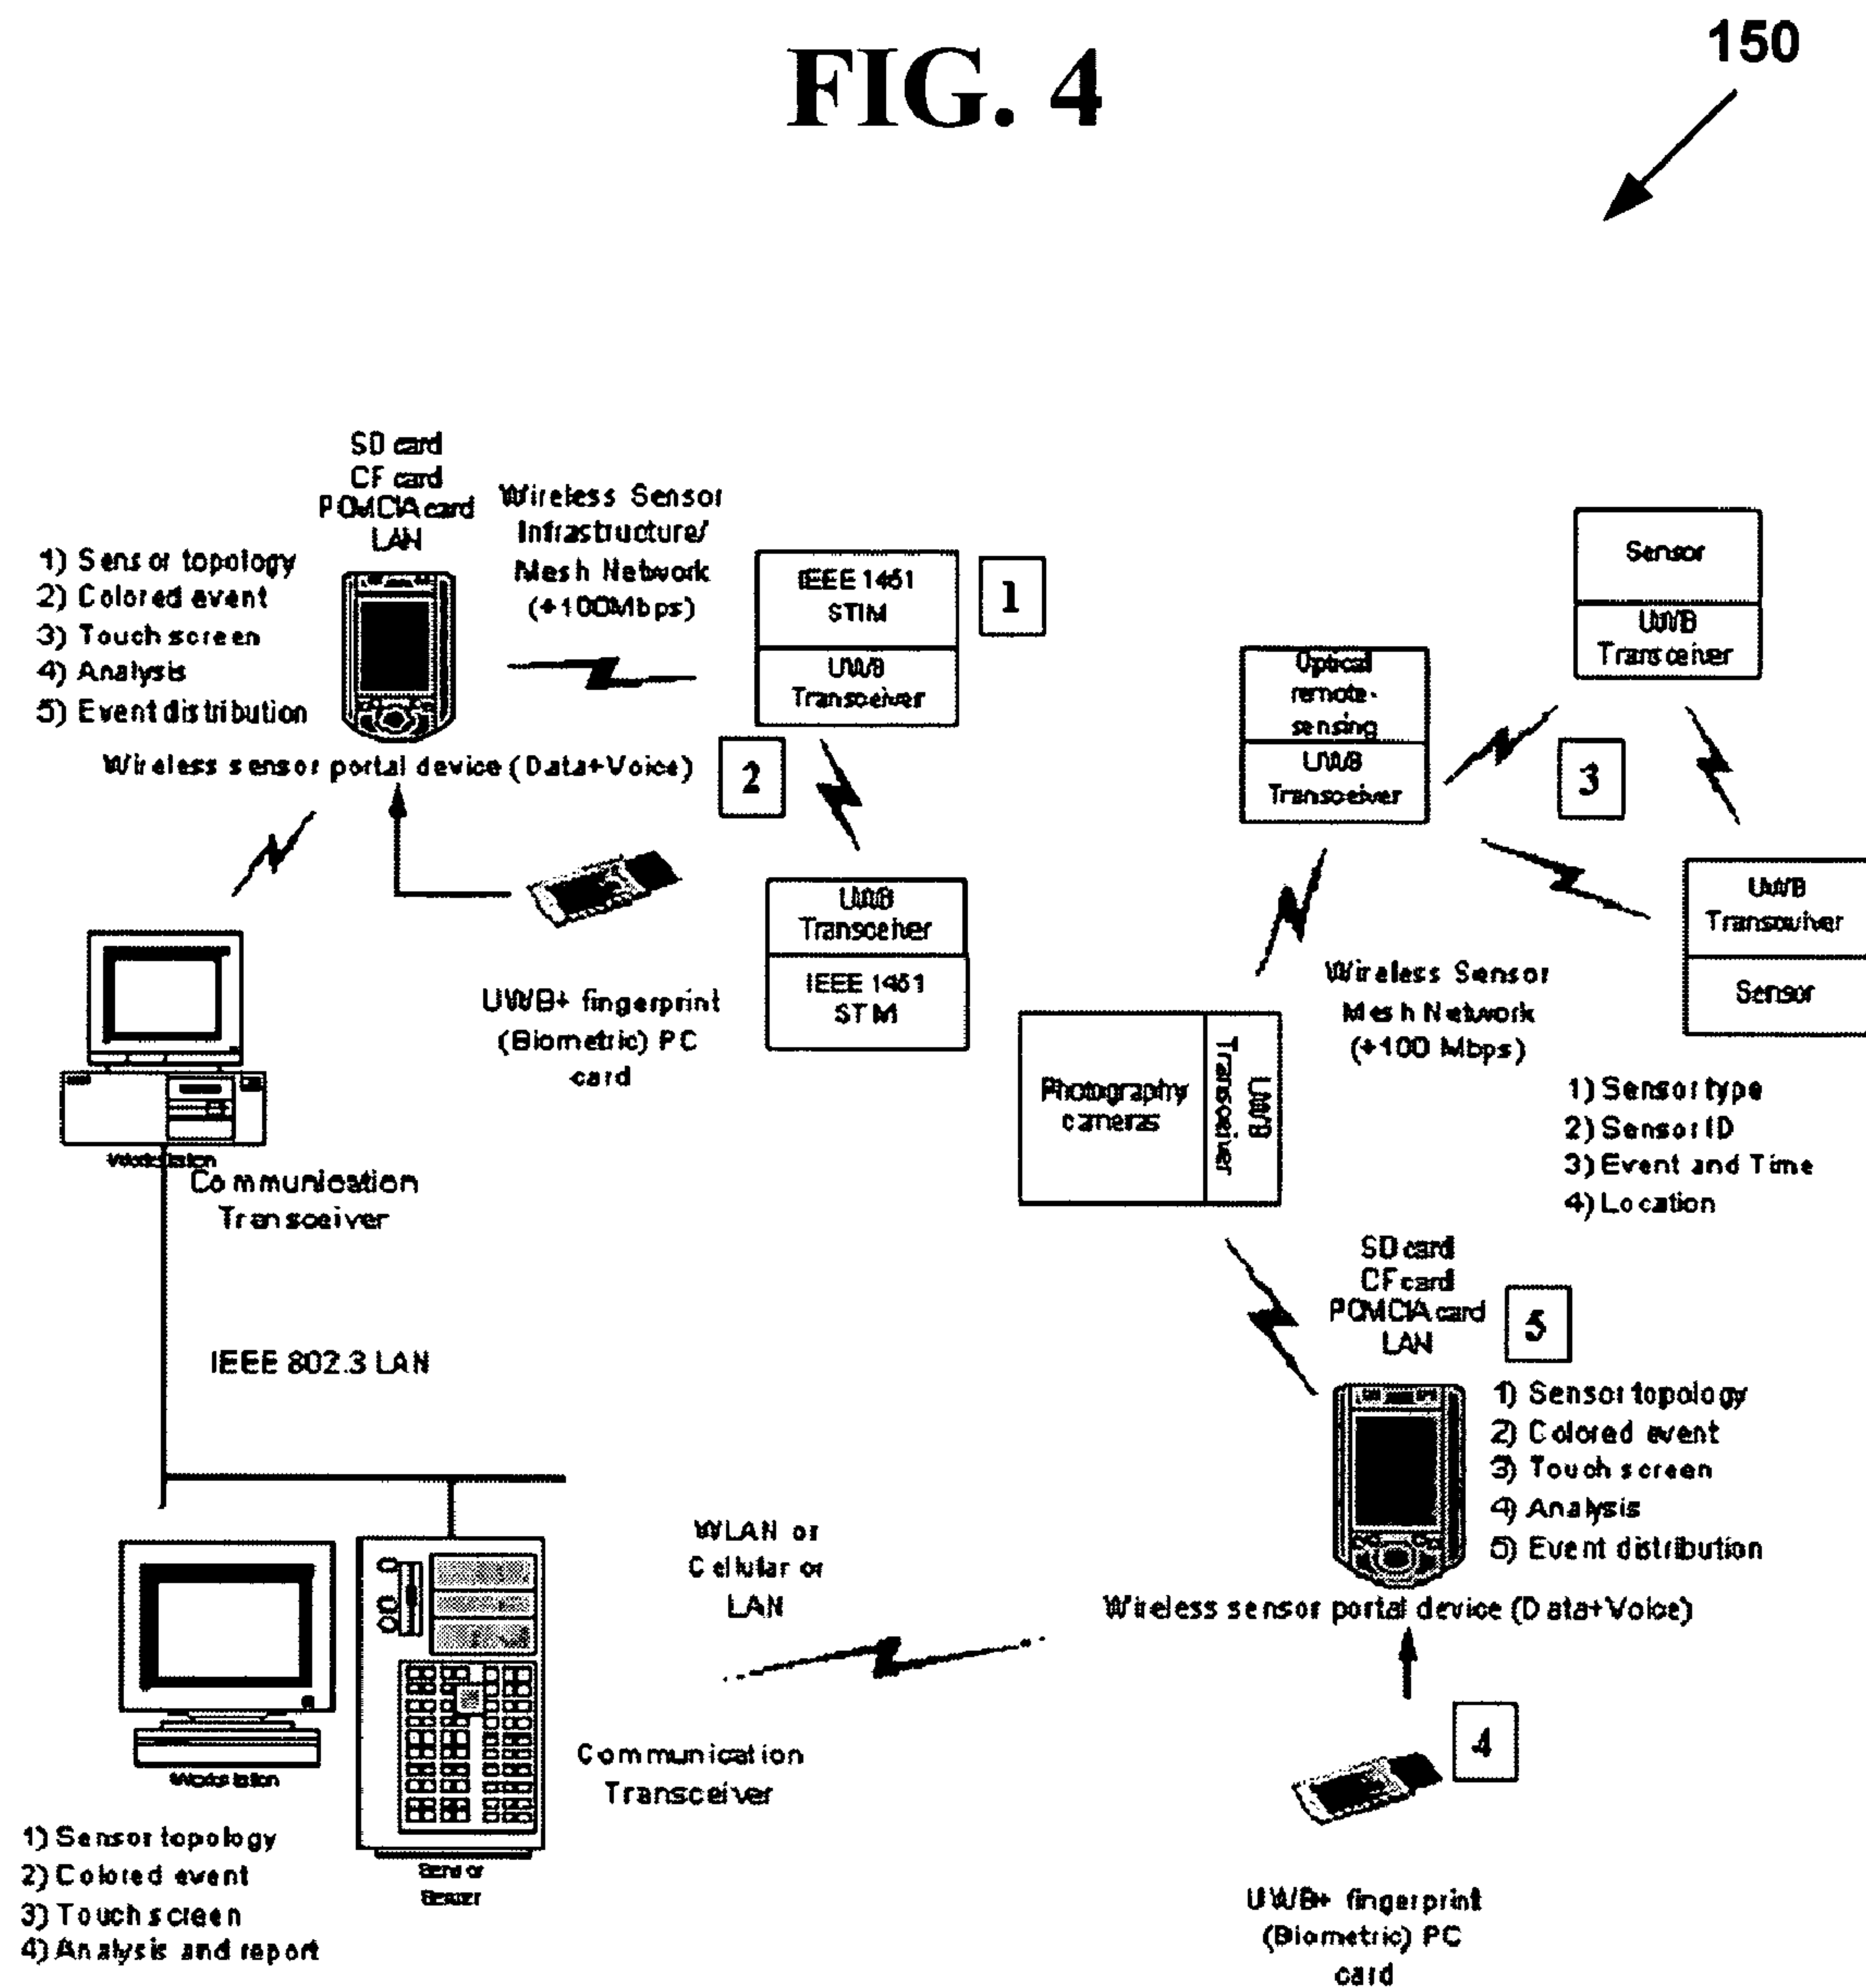 FIG. 4
150
SD card
CF card
PCMCIA card
LAN
Wireless Sensor
Infrastructure/
Mesh Network
(+100Mbps)
1) Sensor topology
2) Colored event
3) Touch screen
4) Analysis
5) Event distribution
IEEE 1451
STIM
UWB
Transceiver
1
Sensor
UWB
Transceiver
Optical
remote-
sensing
UWB
Transceiver
Wireless sensor portal device (Data+Voice)
2
3
UWB
Transceiver
IEEE 1451
STIM
UWB
Transceiver
Sensor
UWB+ fingerprint
(Biometric) PC
card
Wireless Sensor
Mesh Network
(+100 Mbps)
Photography
cameras
UWB
Transceiver
1) Sensor type
2) Sensor ID
3) Event and Time
4) Location
Workstation
Communication
Transceiver
SD card
CF card
PCMCIA card
LAN
5
IEEE 802.3 LAN
1) Sensor topology
2) Colored event
3) Touch screen
4) Analysis
5) Event distribution
WLAN or
Cellular or
LAN
Wireless sensor portal device (Data+Voice)
4
Workstation
Communication
Transceiver
Sensor
Server
1) Sensor topology
2) Colored event
3) Touch screen
4) Analysis and report
UWB+ fingerprint
(Biometric) PC
card